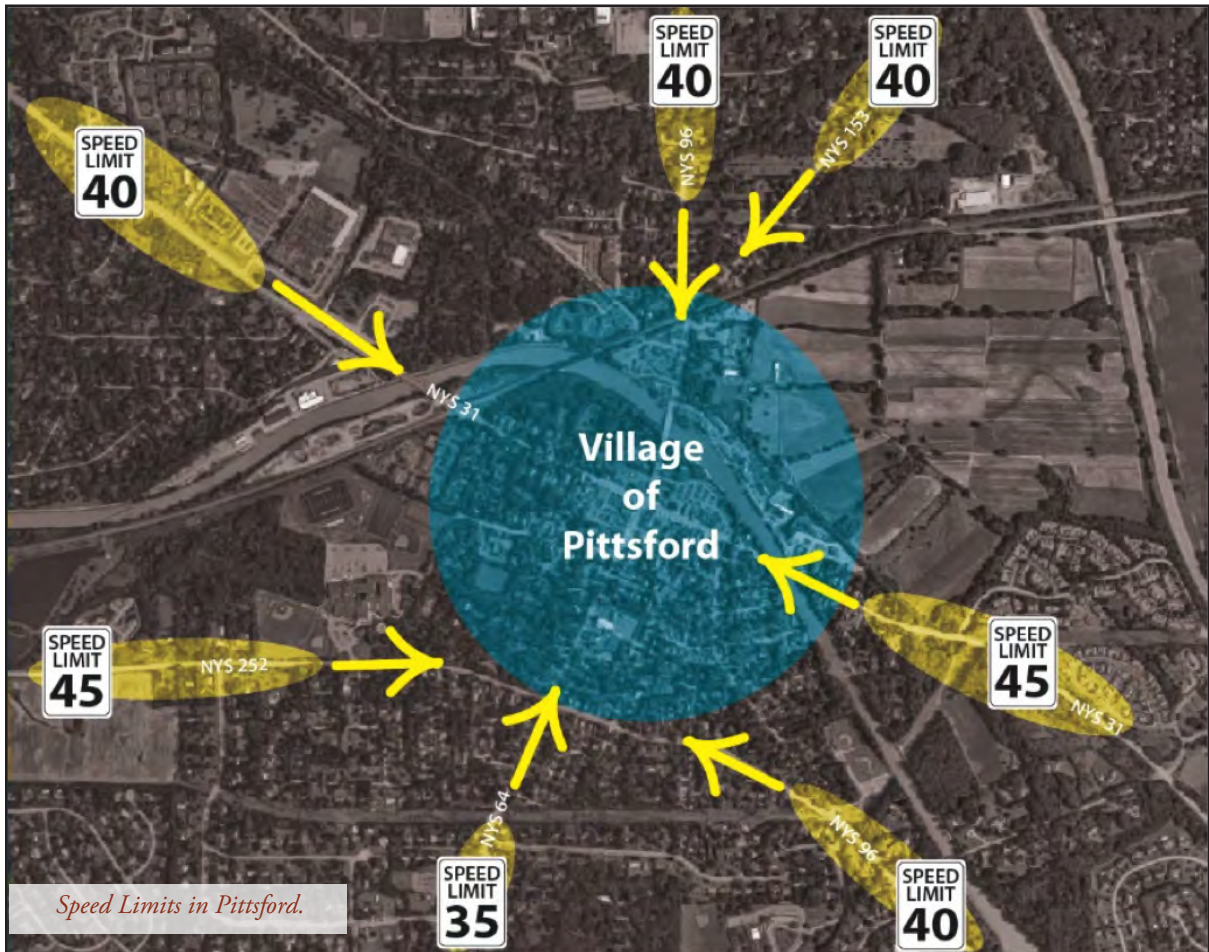 SPEED
LIMIT
40
NYS 96
SPEED
LIMIT
40
NYS 153
SPEED
LIMIT
40
NYS 31
Village
of
Pittsford
SPEED
LIMIT
45
NYS 252
SPEED
LIMIT
45
NYS 31
NYS 64
SPEED
LIMIT
35
NYS 96
SPEED
LIMIT
40
Speed Limits in Pittsford.